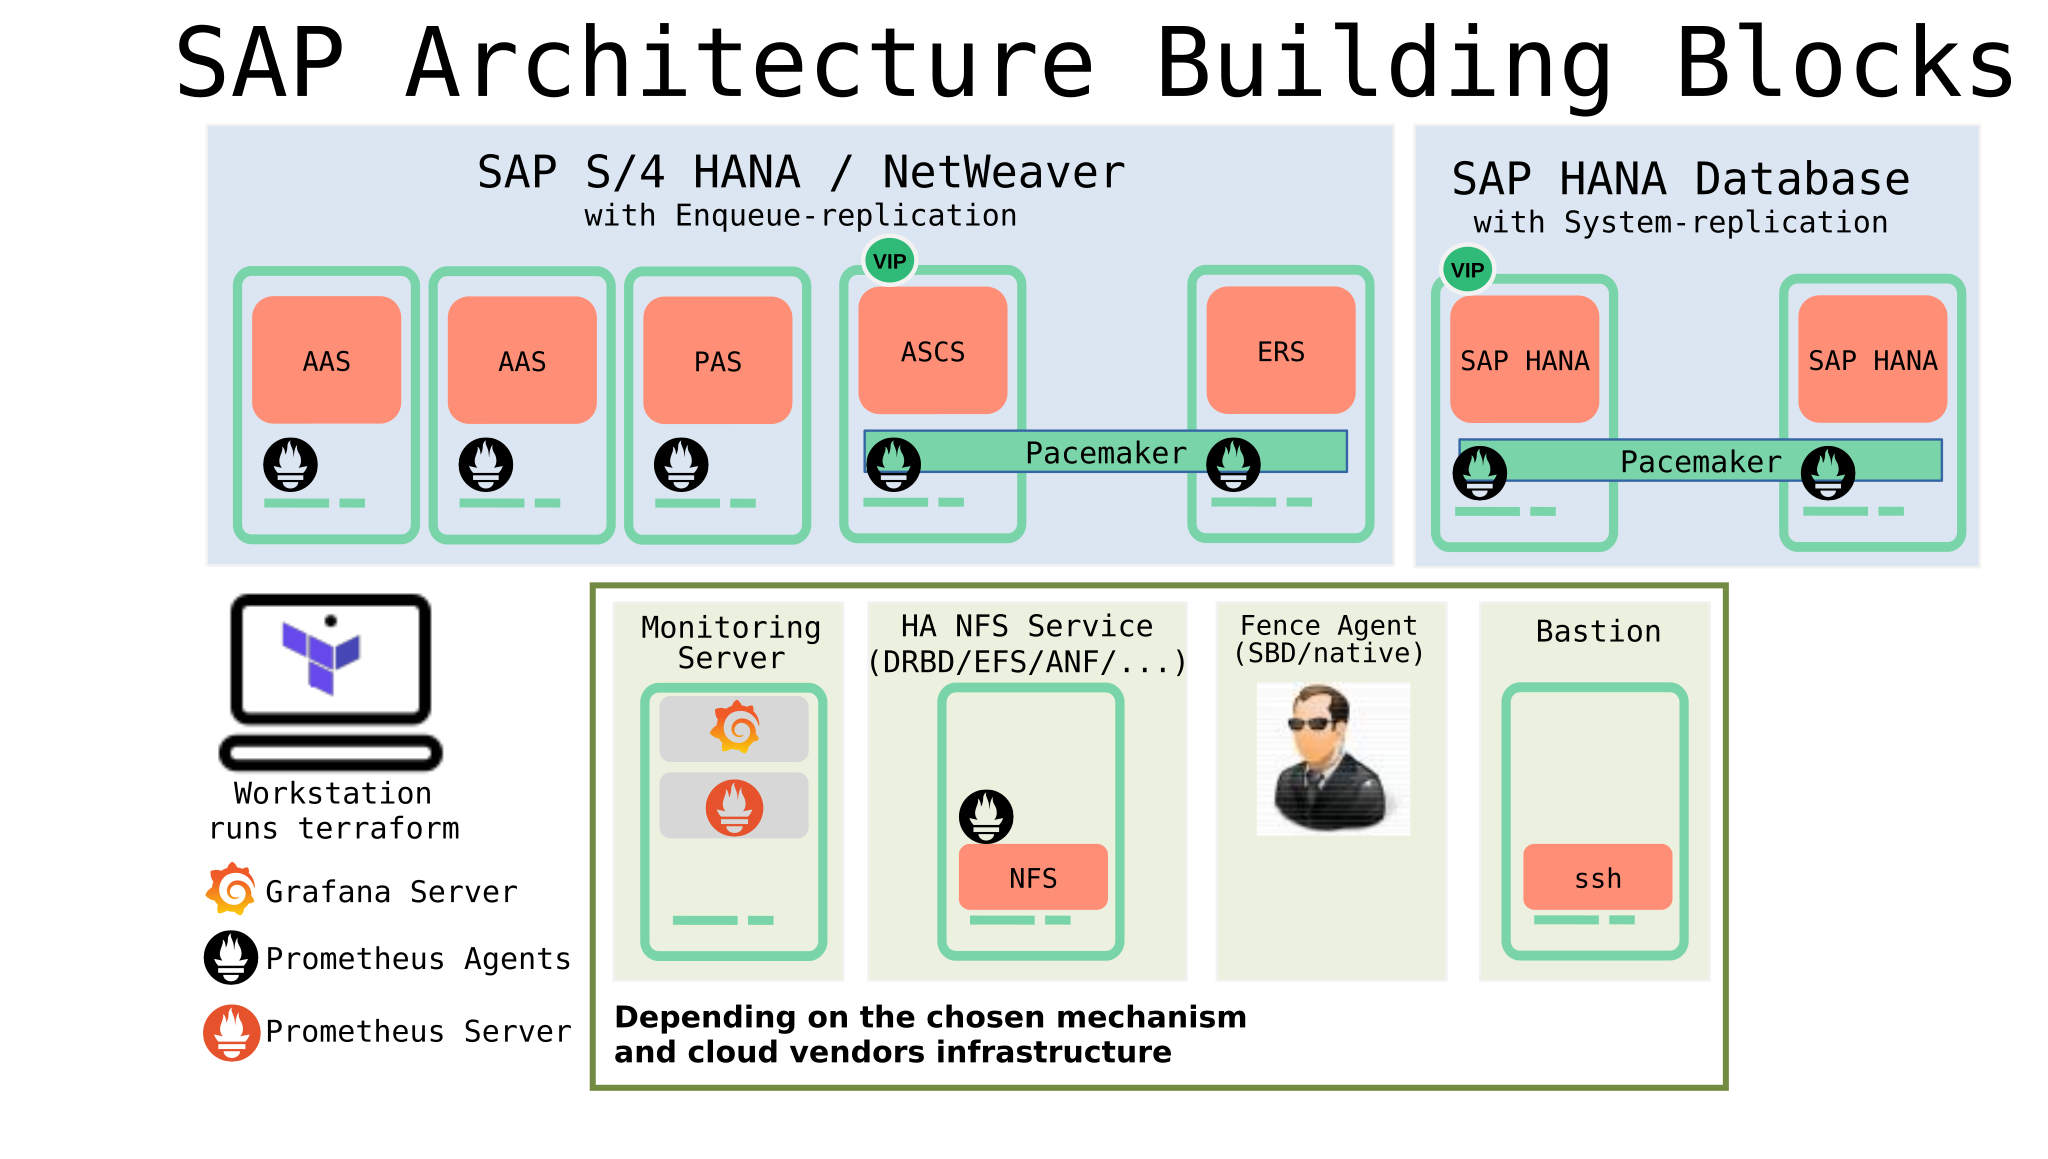 SAP Architecture Building Blocks
SAP S/4 HANA / NetWeaver
with Enqueue-replication
VIP
AAS
AAS
PAS
ASCS
ERS
Pacemaker
SAP HANA Database
with System-replication
VIP
SAP HANA
SAP HANA
Pacemaker
Workstation
runs terraform
Grafana Server
Prometheus Agents
Prometheus Server
Monitoring
Server
HA NFS Service
(DRBD/EFS/ANF/...)
NFS
Fence Agent
(SBD/native)
Bastion
ssh
Depending on the chosen mechanism
and cloud vendors infrastructure